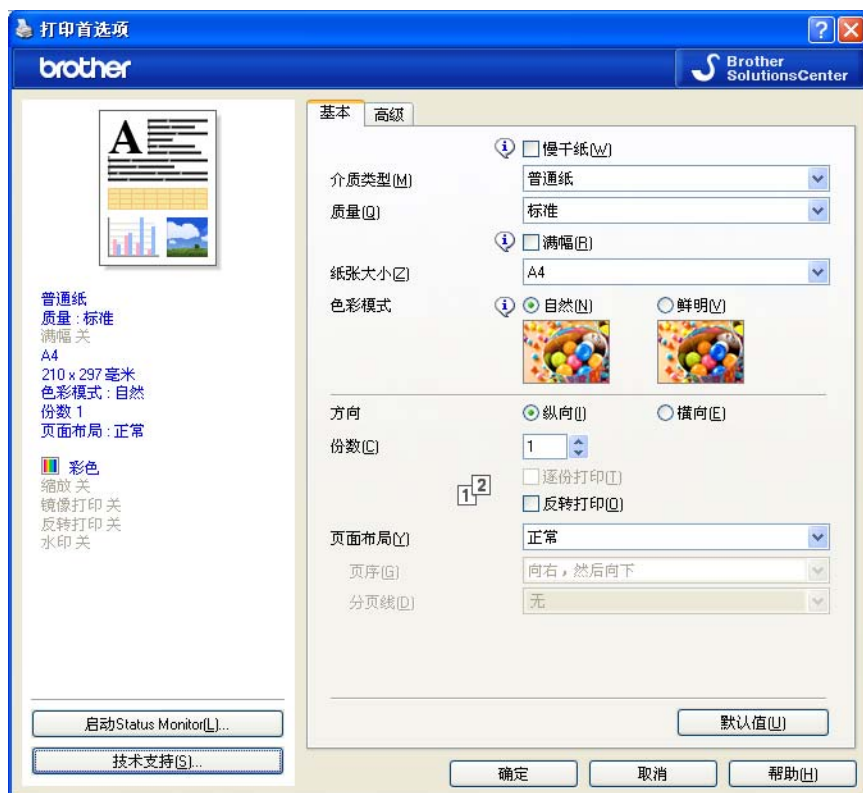 打印首选项
brother
Brother
SolutionsCenter
A
普通纸
质量 : 标准
满幅 关
A4
210 x 297 毫米
色彩模式 : 自然
份数 1
页面布局 : 正常
彩色
缩放 关
镜像打印 关
反转打印 关
水印 关
启动Status Monitor(L)...
技术支持(S)...
基本 高级
慢干纸(W)
介质类型(M) 普通纸
质量(Q) 标准
满幅(R)
纸张大小(Z) A4
色彩模式 自然(N) 鲜明(V)
方向 纵向(I) 横向(E)
份数(C) 1
逐份打印(T)
12
反转打印(O)
页面布局(Y) 正常
页序(G) 向右，然后向下
分页线(D) 无
默认值(U)
确定 取消 帮助(H)